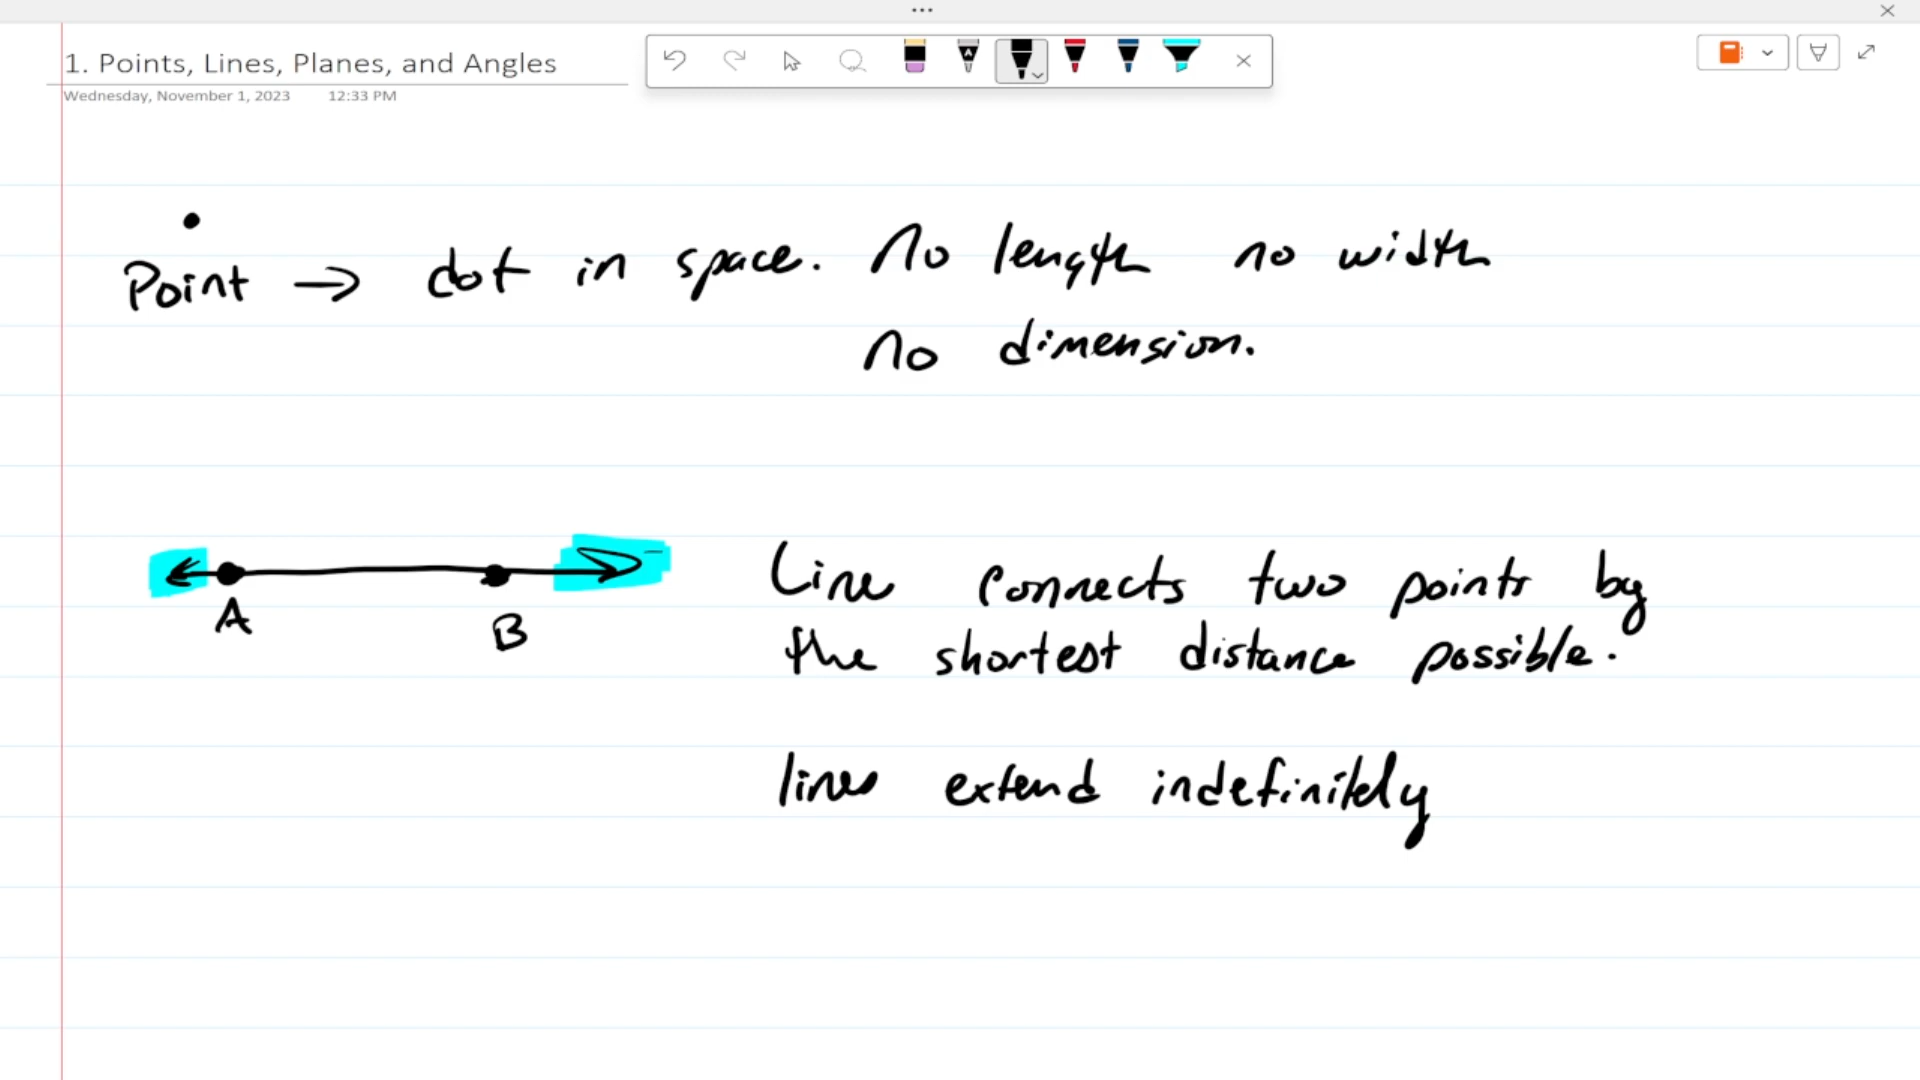 1. Points, Lines, Planes, and Angles
Wednesday, November 1, 2023 12:33 PM
Point → dot in space. No length no width
no dimension.
A B
Line connects two points by
the shortest distance possible.
lines extend indefinitely